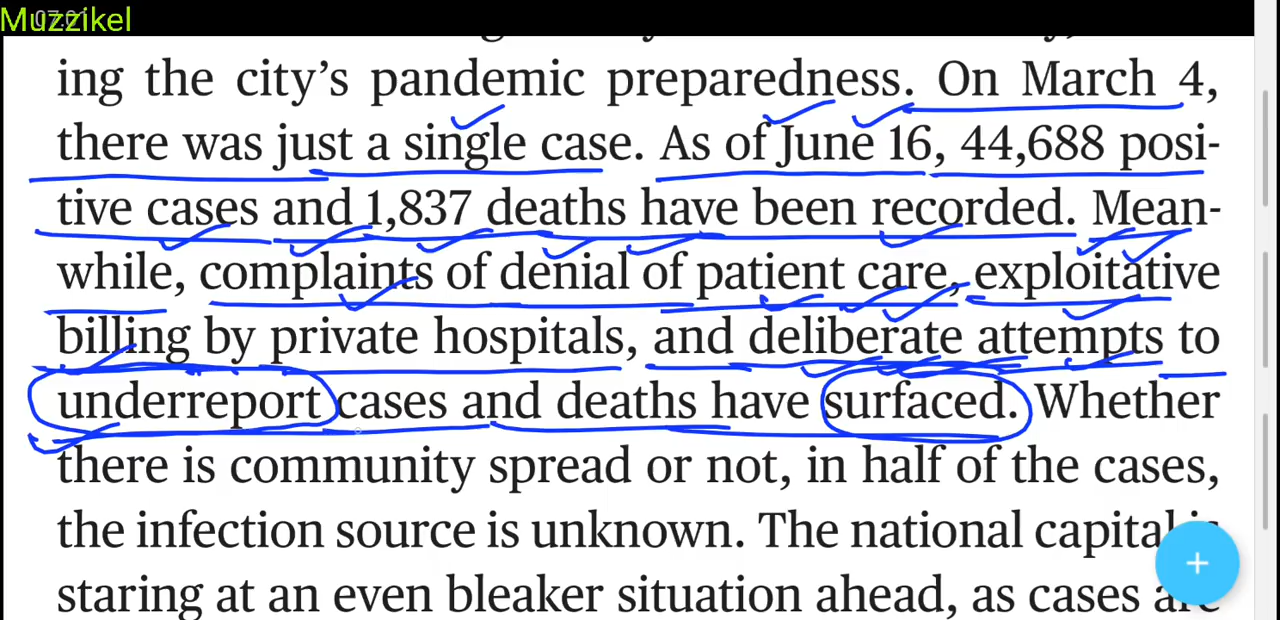 Muzzikel
ing the city's pandemic preparedness. On March 4,
there was just a single case. As of June 16, 44,688 posi-
tive cases and 1,837 deaths have been recorded. Mean-
while, complaints of denial of patient care, exploitative
billing by private hospitals, and deliberate attempts to
underreport cases and deaths have surfaced. Whether
there is community spread or not, in half of the cases,
the infection source is unknown. The national capital is
staring at an even bleaker situation ahead, as cases are